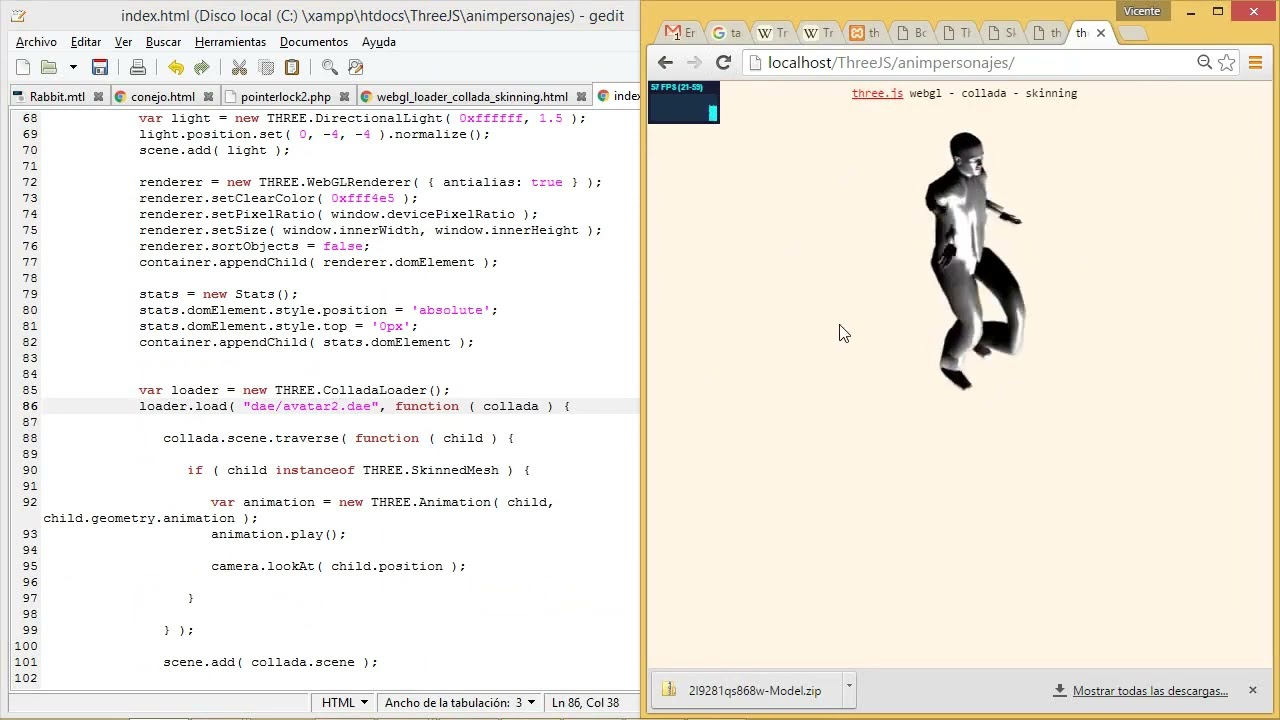 index.html (Disco local (C:) \xampp\htdocs\ThreeJS\animpersonajes) - gedit
Archivo Editar Ver Buscar Herramientas Documentos Ayuda
Rabbit.mtl conejo.html pointerlock2.php webgl_loader_collada_skinning.html index
68 var light = new THREE.DirectionalLight( 0xffffff, 1.5 );
69 light.position.set( 0, -4, -4 ).normalize();
70 scene.add( light );
71
72 renderer = new THREE.WebGLRenderer( { antialias: true } );
73 renderer.setClearColor( 0xfff4e5 );
74 renderer.setPixelRatio( window.devicePixelRatio );
75 renderer.setSize( window.innerWidth, window.innerHeight );
76 renderer.sortObjects = false;
77 container.appendChild( renderer.domElement );
78
79 stats = new Stats();
80 stats.domElement.style.position = 'absolute';
81 stats.domElement.style.top = '0px';
82 container.appendChild( stats.domElement );
83
84
85 var loader = new THREE.ColladaLoader();
86 loader.load( "dae/avatar2.dae", function ( collada ) {
87
88 collada.scene.traverse( function ( child ) {
89
90 if ( child instanceof THREE.SkinnedMesh ) {
91
92 var animation = new THREE.Animation( child,
child.geometry.animation );
93 animation.play();
94
95 camera.lookAt( child.position );
96
97 }
98
99 } );
100
101 scene.add( collada.scene );
102
HTML Ancho de la tabulación: 3 Ln 86, Col 38
Vicente
Er ta Tr Tr th Bc Th Sk th th
localhost/ThreeJS/animpersonajes/
57 FPS (21-59)
three.js webgl - collada - skinning
2l9281qs868w-Model.zip
Mostrar todas las descargas...